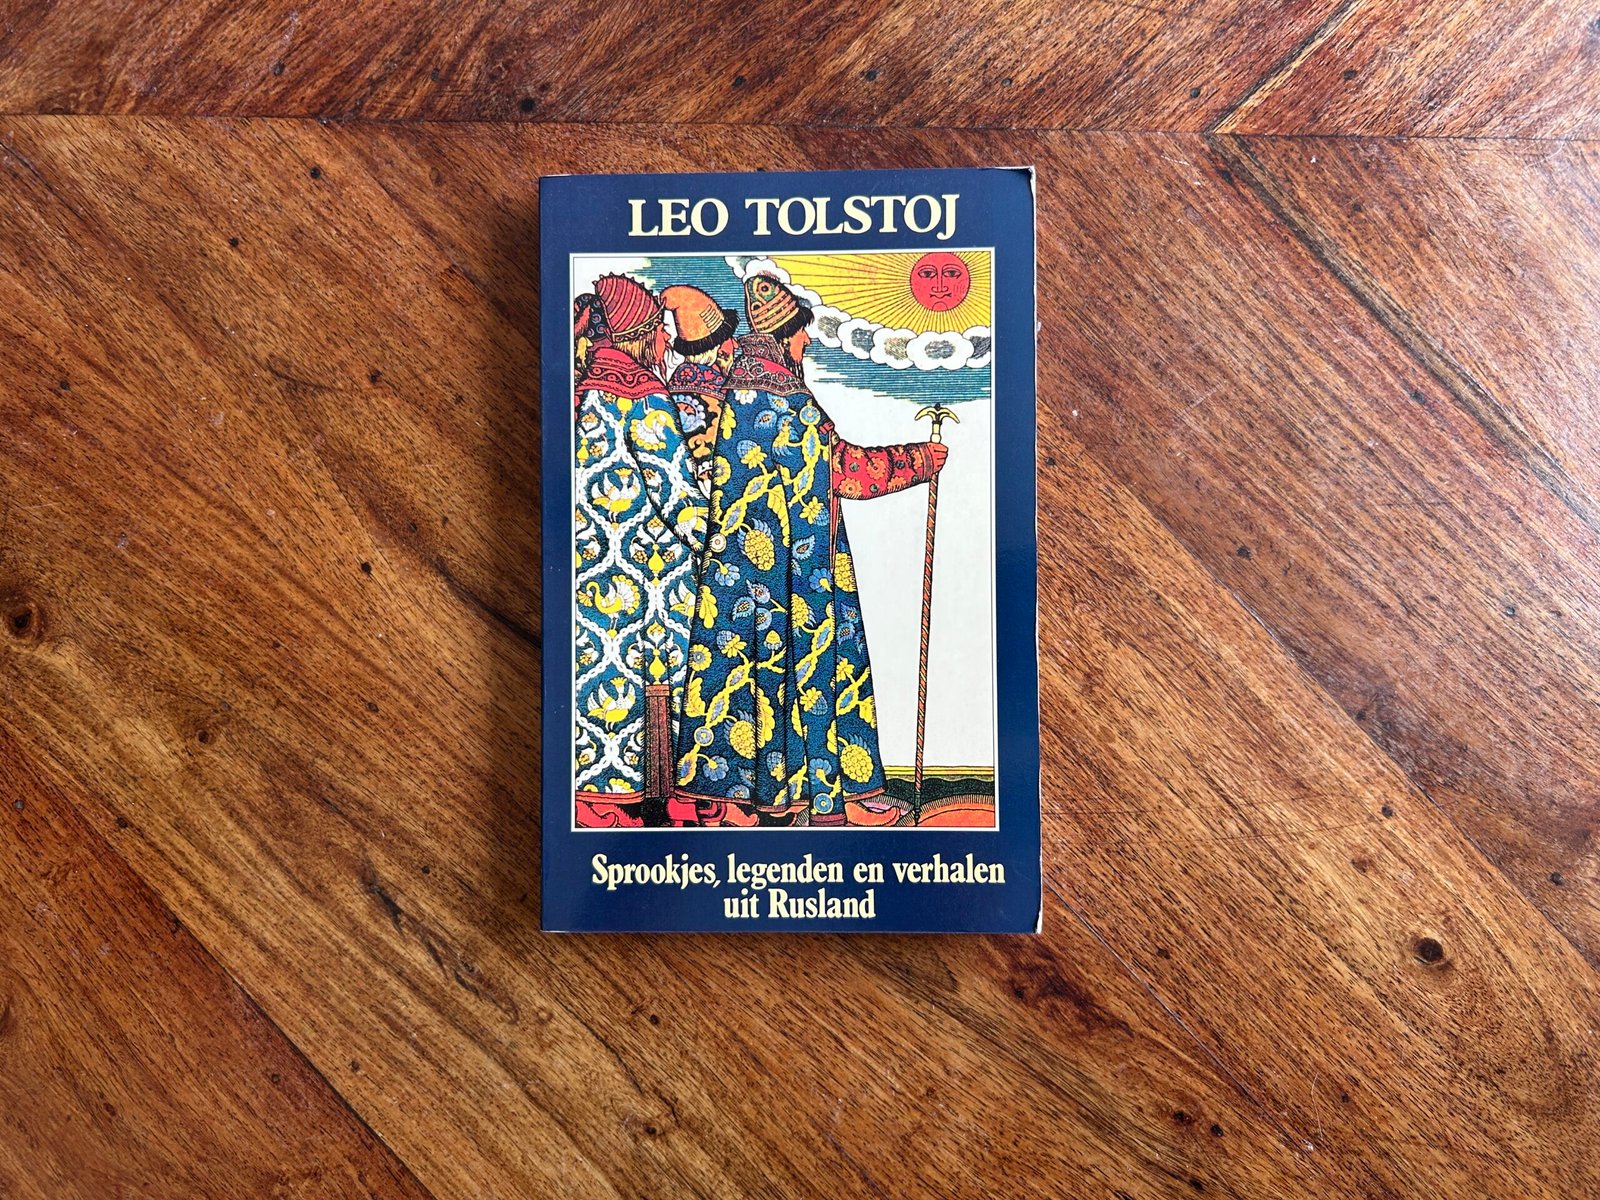 LEO TOLSTOJ
Sprookjes, legenden en verhalen
uit Rusland